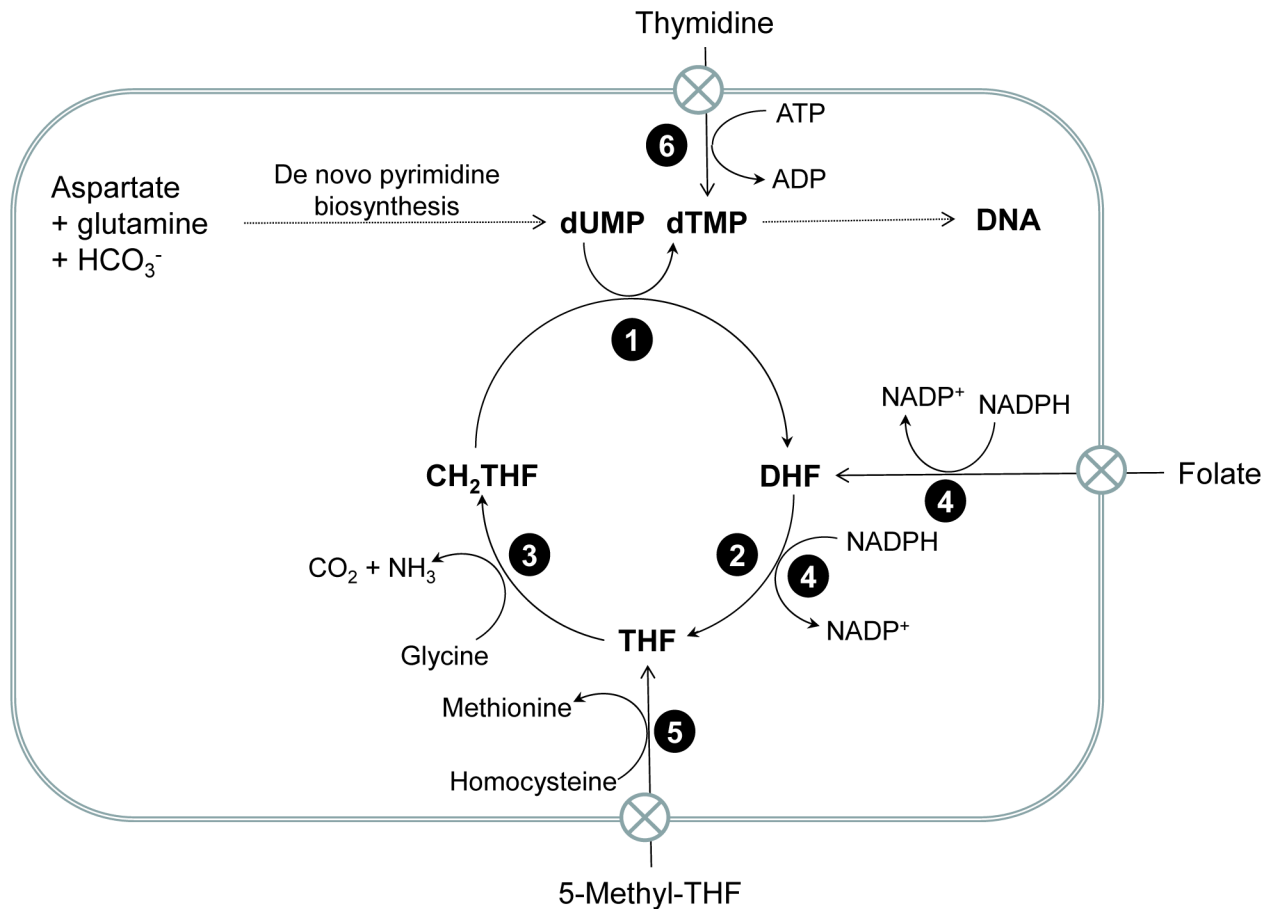 Thymidine
ATP
6
ADP
De novo pyrimidine
biosynthesis
Aspartate
+ glutamine
+ HCO₃⁻
dUMP
dTMP
DNA
1
NADP⁺
NADPH
CH₂THF
DHF
Folate
4
3
2
NADPH
4
CO₂ + NH₃
NADP⁺
THF
Glycine
Methionine
5
Homocysteine
5-Methyl-THF